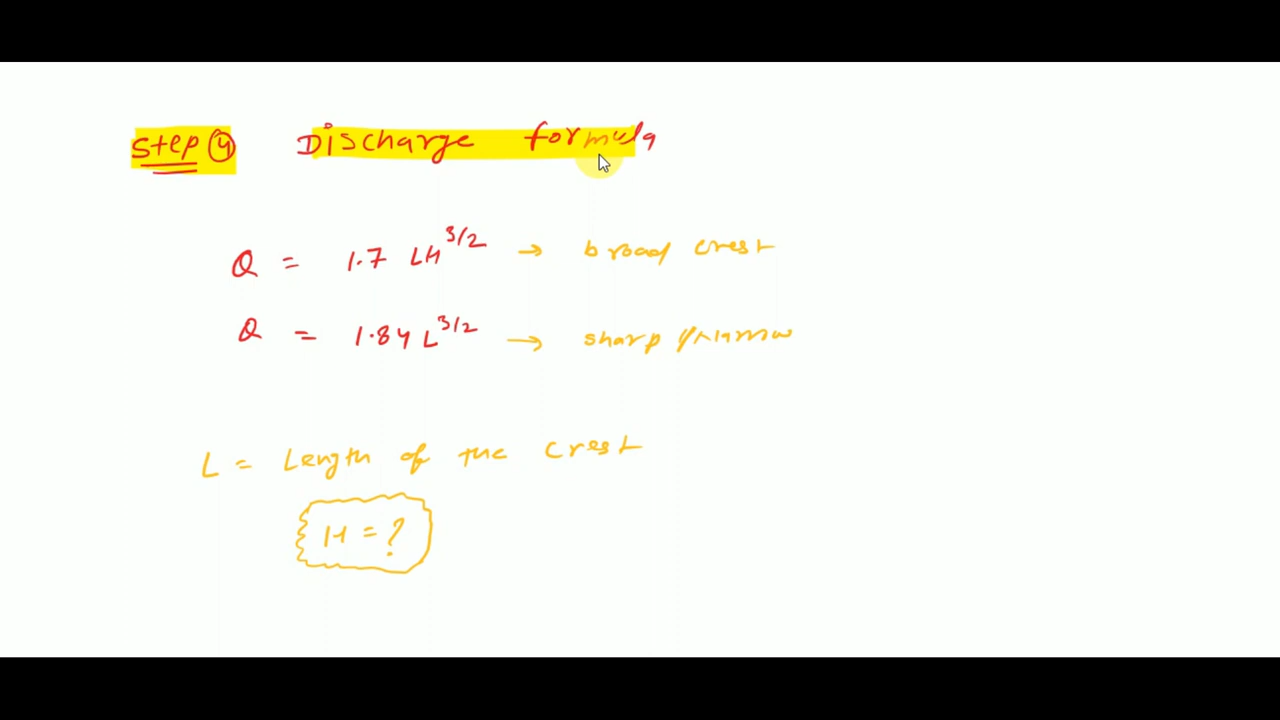 Step ④ Discharge formula
Q = 1.7 LH^3/2 → broad crest
Q = 1.84 L^3/2 → sharp
L = Length of the crest
H = ?